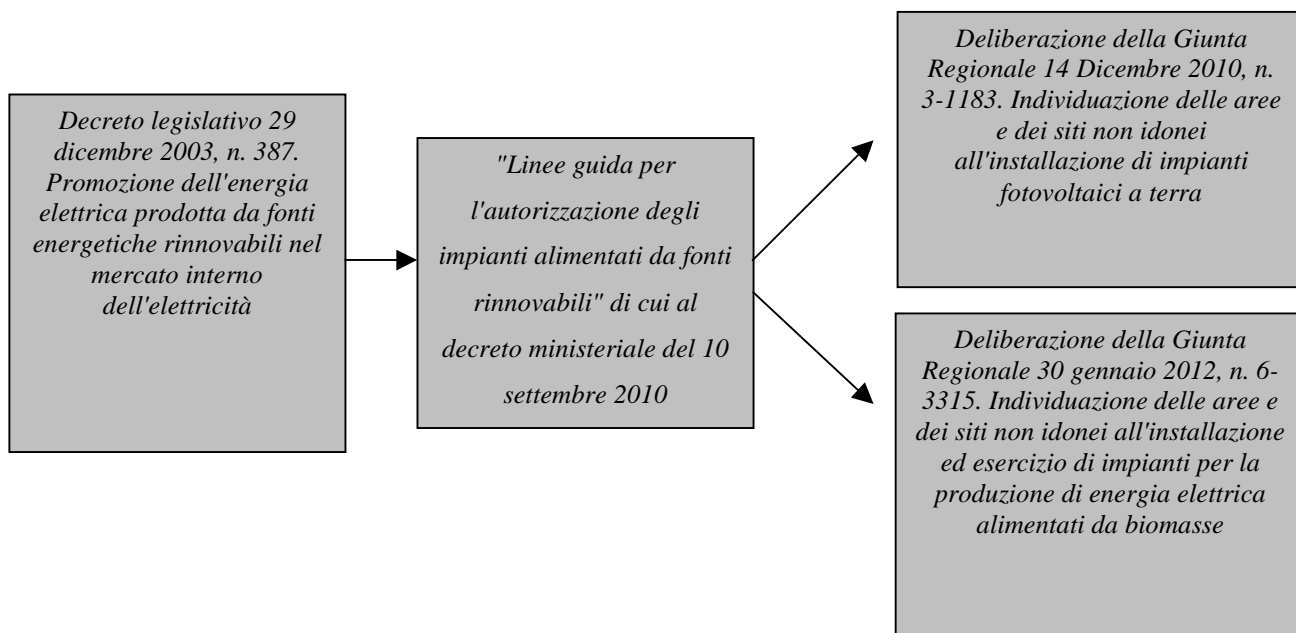 Decreto legislativo 29
dicembre 2003, n. 387.
Promozione dell'energia
elettrica prodotta da fonti
energetiche rinnovabili nel
mercato interno
dell'elettricità
"Linee guida per
l'autorizzazione degli
impianti alimentati da fonti
rinnovabili" di cui al
decreto ministeriale del 10
settembre 2010
Deliberazione della Giunta
Regionale 14 Dicembre 2010, n.
3-1183. Individuazione delle aree
e dei siti non idonei
all'installazione di impianti
fotovoltaici a terra
Deliberazione della Giunta
Regionale 30 gennaio 2012, n. 6-
3315. Individuazione delle aree e
dei siti non idonei all'installazione
ed esercizio di impianti per la
produzione di energia elettrica
alimentati da biomasse